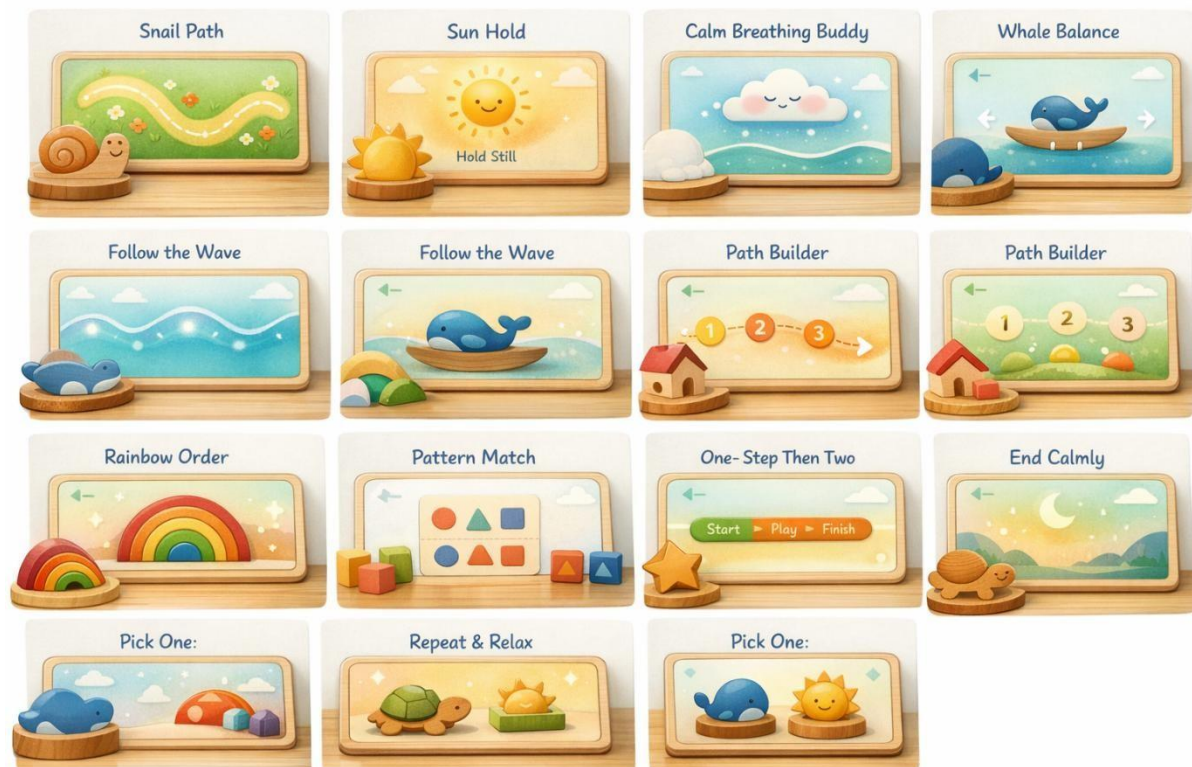 Snail Path
Sun Hold
Hold Still
Calm Breathing Buddy
Whale Balance
Follow the Wave
Follow the Wave
Path Builder
1 2 3
Path Builder
1 2 3
Rainbow Order
Pattern Match
One-Step Then Two
Start Play Finish
End Calmly
Pick One:
Repeat & Relax
Pick One: